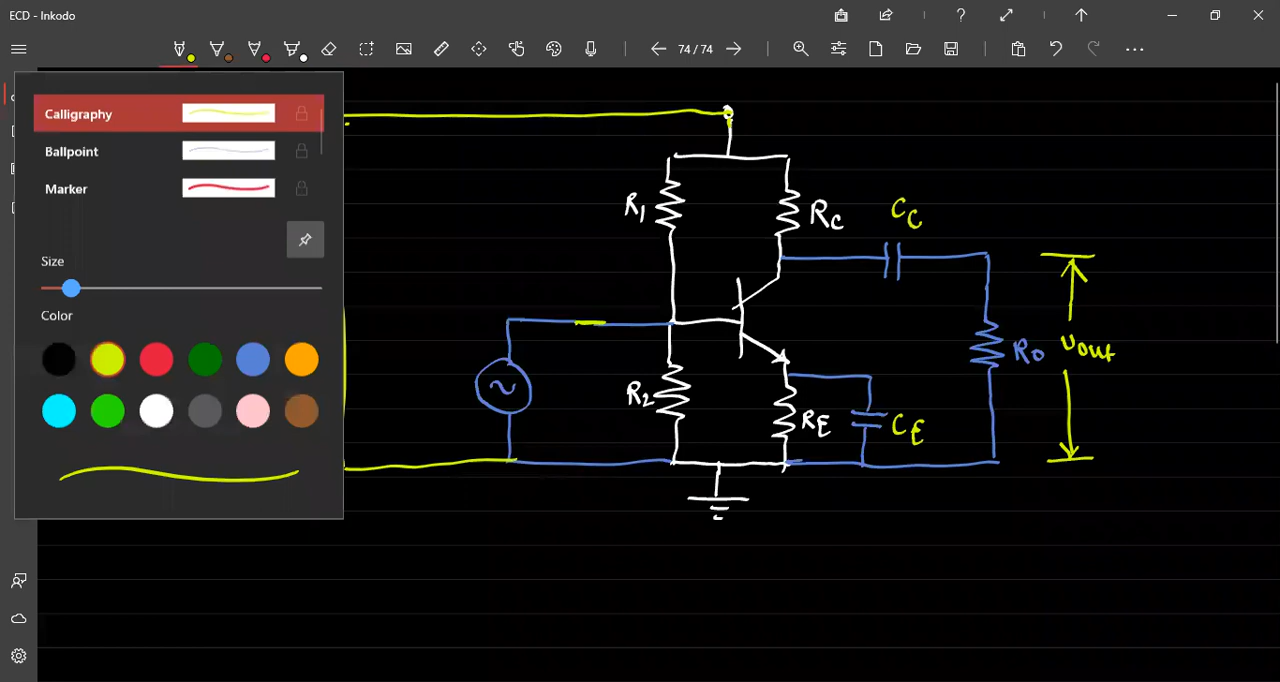 ECD - Inkodo
?
74 / 74
Calligraphy
Ballpoint
Marker
Size
Color
R1
RC
CC
R2
RE
CE
Ro
Vout